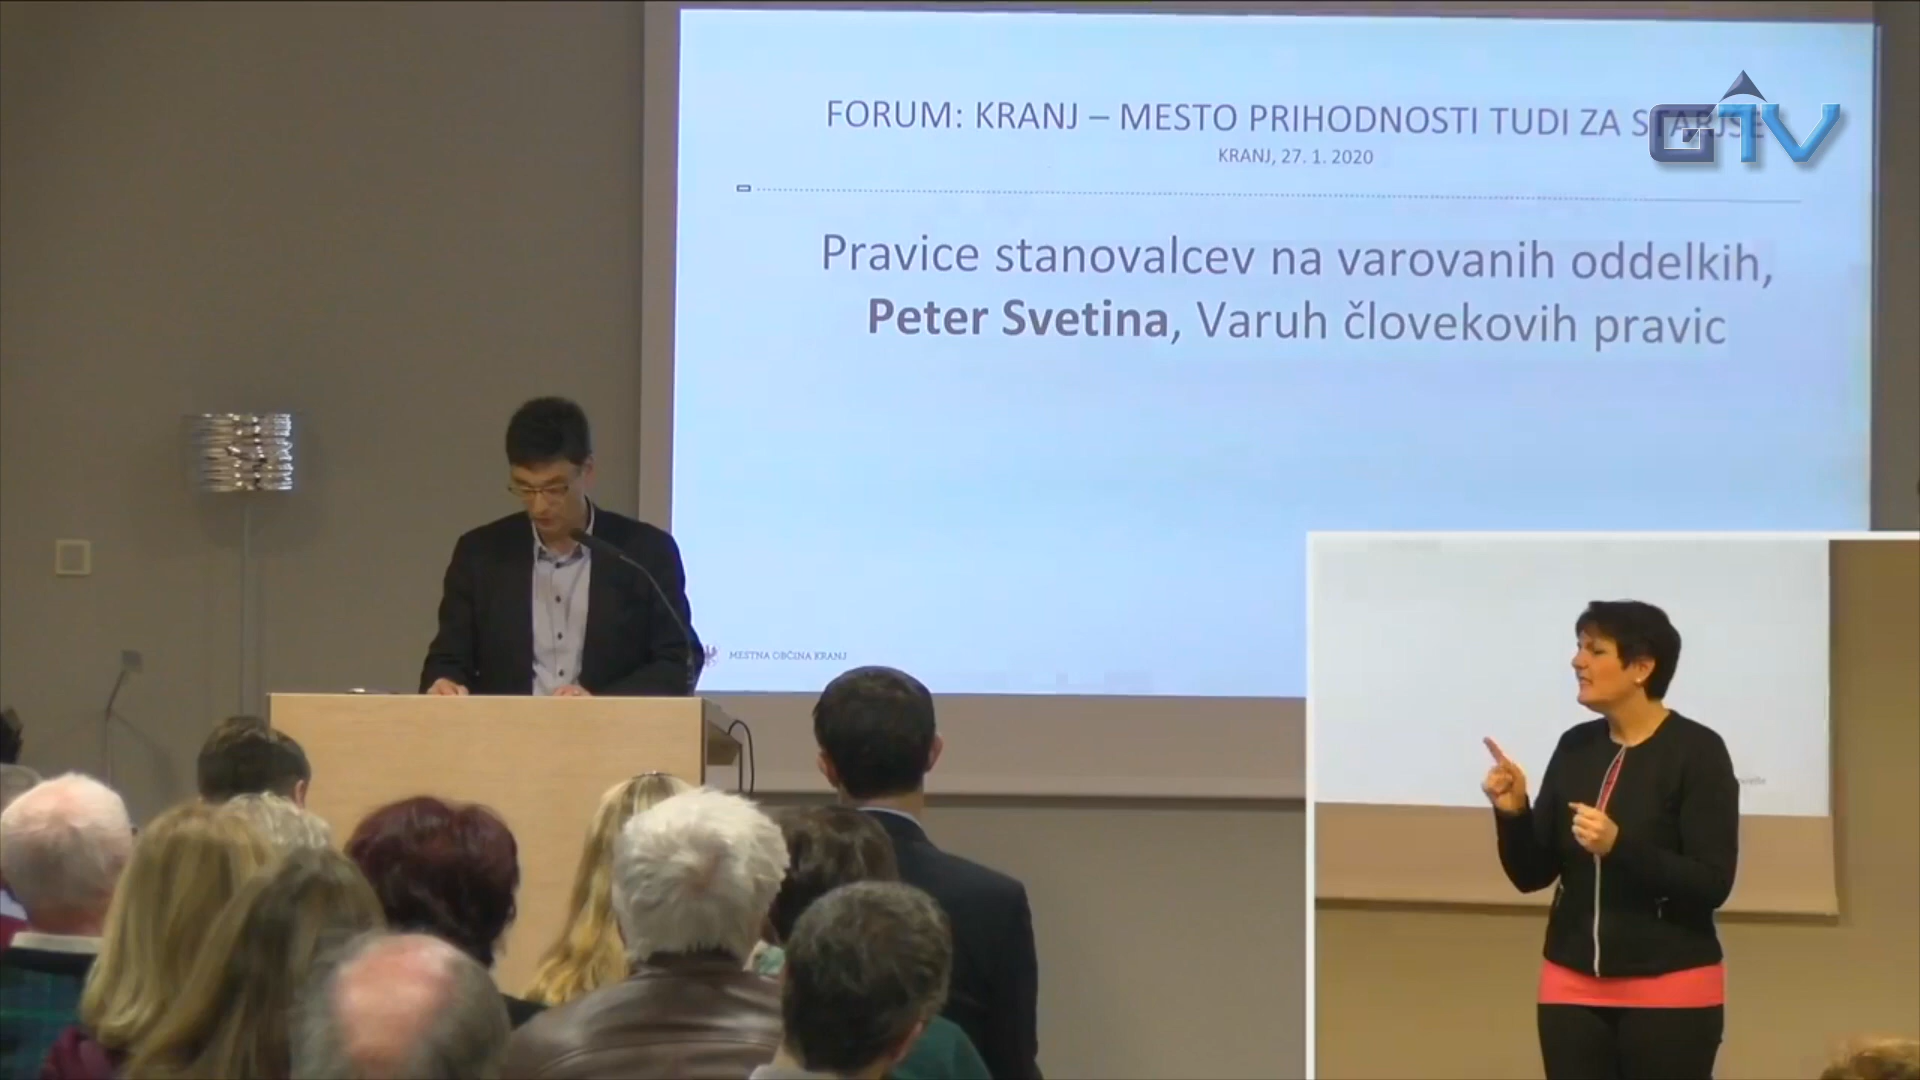 FORUM: KRANJ – MESTO PRIHODNOSTI TUDI ZA STARJŠE
GTV
KRANJ, 27. 1. 2020
Pravice stanovalcev na varovanih oddelkih,
Peter Svetina, Varuh človekovih pravic
MESTNA OBČINA KRANJ